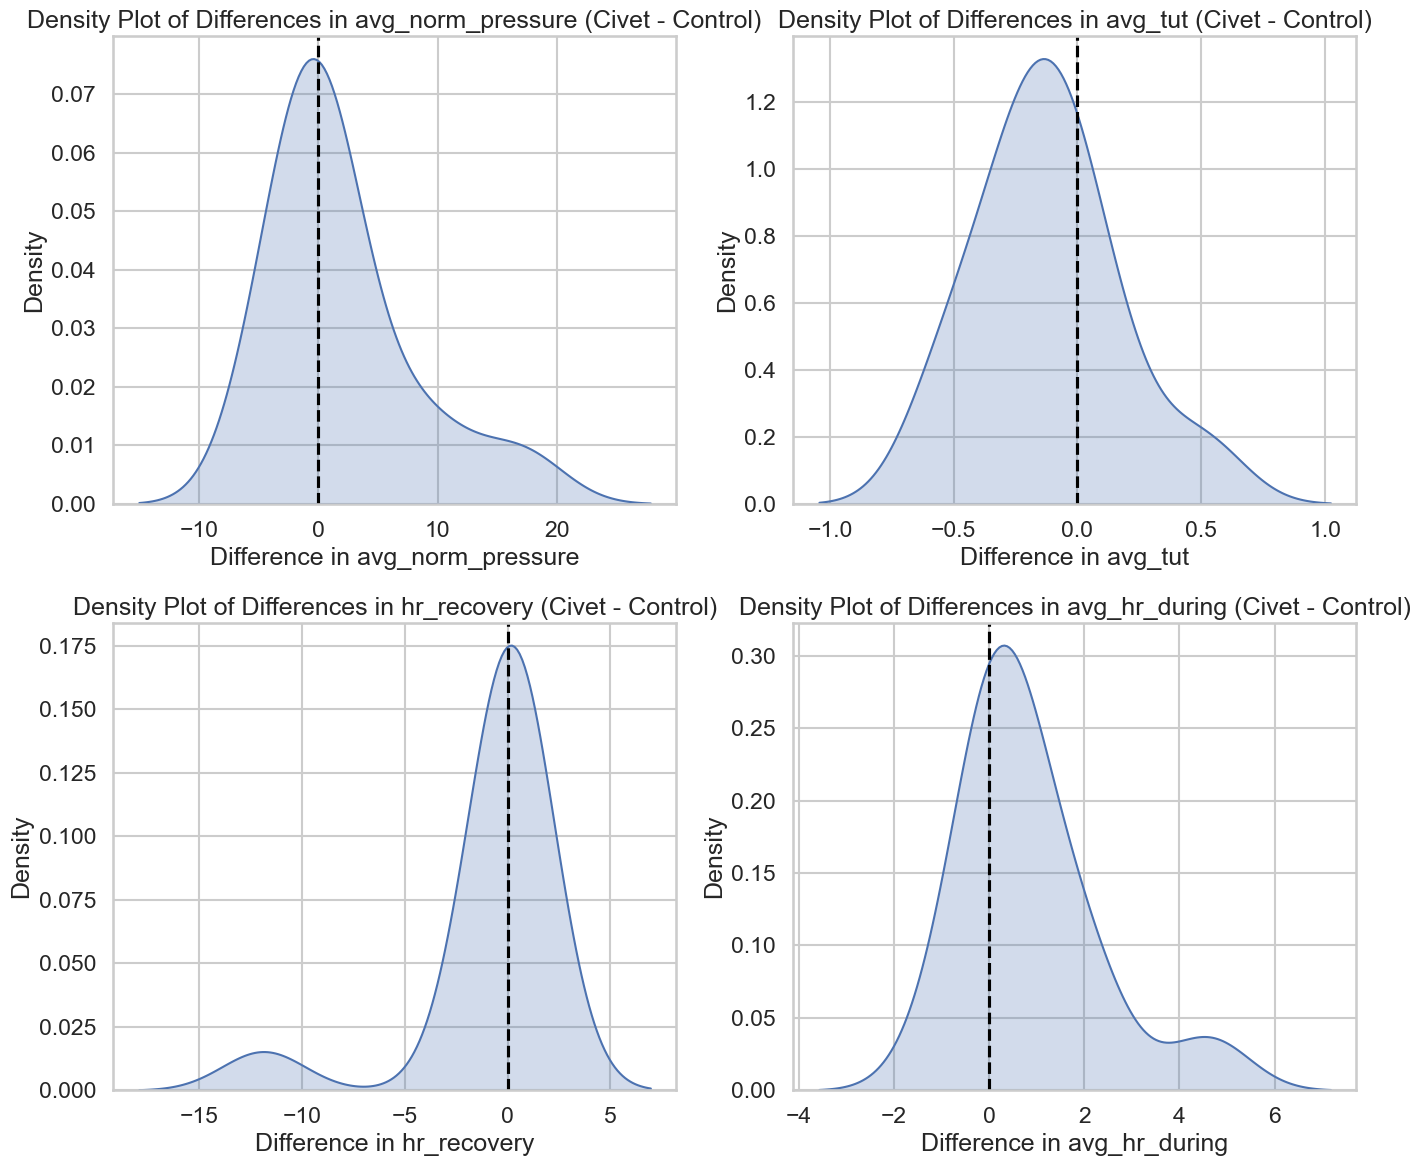 Density Plot of Differences in avg_norm_pressure (Civet - Control)
0.07
0.06
0.05
0.04
0.03
0.02
0.01
0.00
Density
−10 0 10 20
Difference in avg_norm_pressure
Density Plot of Differences in avg_tut (Civet - Control)
1.2
1.0
0.8
0.6
0.4
0.2
0.0
Density
−1.0 −0.5 0.0 0.5 1.0
Difference in avg_tut
Density Plot of Differences in hr_recovery (Civet - Control)
0.175
0.150
0.125
0.100
0.075
0.050
0.025
0.000
Density
−15 −10 −5 0 5
Difference in hr_recovery
Density Plot of Differences in avg_hr_during (Civet - Control)
0.30
0.25
0.20
0.15
0.10
0.05
0.00
Density
−4 −2 0 2 4 6
Difference in avg_hr_during